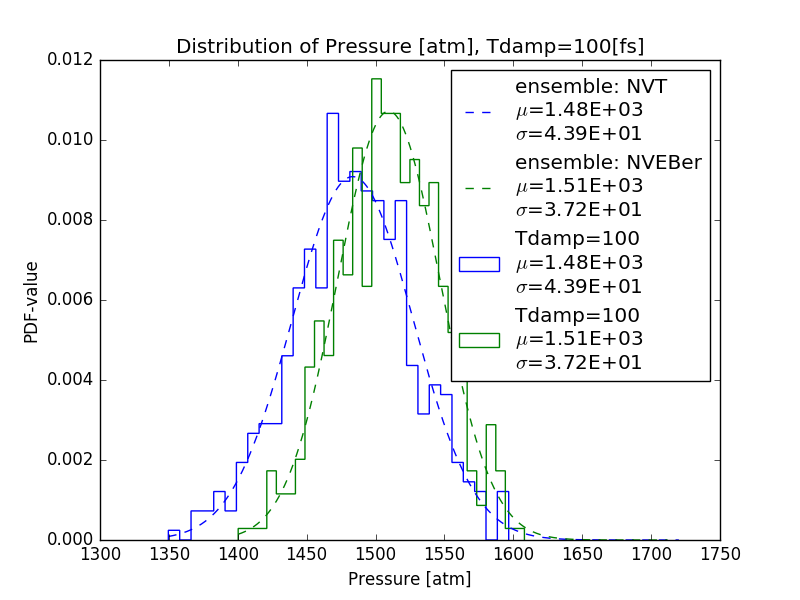 Distribution of Pressure [atm], Tdamp=100[fs]
0.012
0.010
0.008
0.006
0.004
0.002
0.000
PDF-value
ensemble: NVT
μ=1.48E+03
σ=4.39E+01
ensemble: NVEBer
μ=1.51E+03
σ=3.72E+01
Tdamp=100
μ=1.48E+03
σ=4.39E+01
Tdamp=100
μ=1.51E+03
σ=3.72E+01
1300 1350 1400 1450 1500 1550 1600 1650 1700 1750
Pressure [atm]